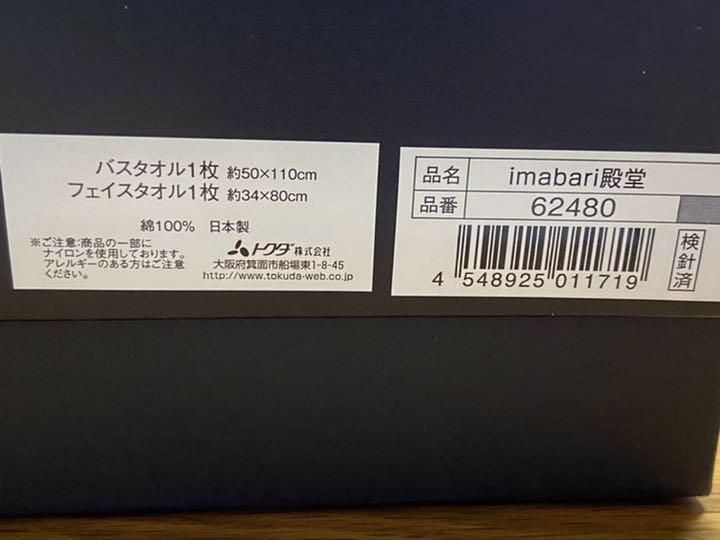 バスタオル1枚 約50×110cm
フェイスタオル1枚 約34×80cm
綿100% 日本製
※ご注意:商品の一部に
ナイロンを使用しております。
アレルギーのある方はご注意
ください。
トクダ株式会社
大阪府箕面市船場東1-8-45
http://www.tokuda-web.co.jp
品名 imabari殿堂
品番 62480
4 548925 011719
検針済